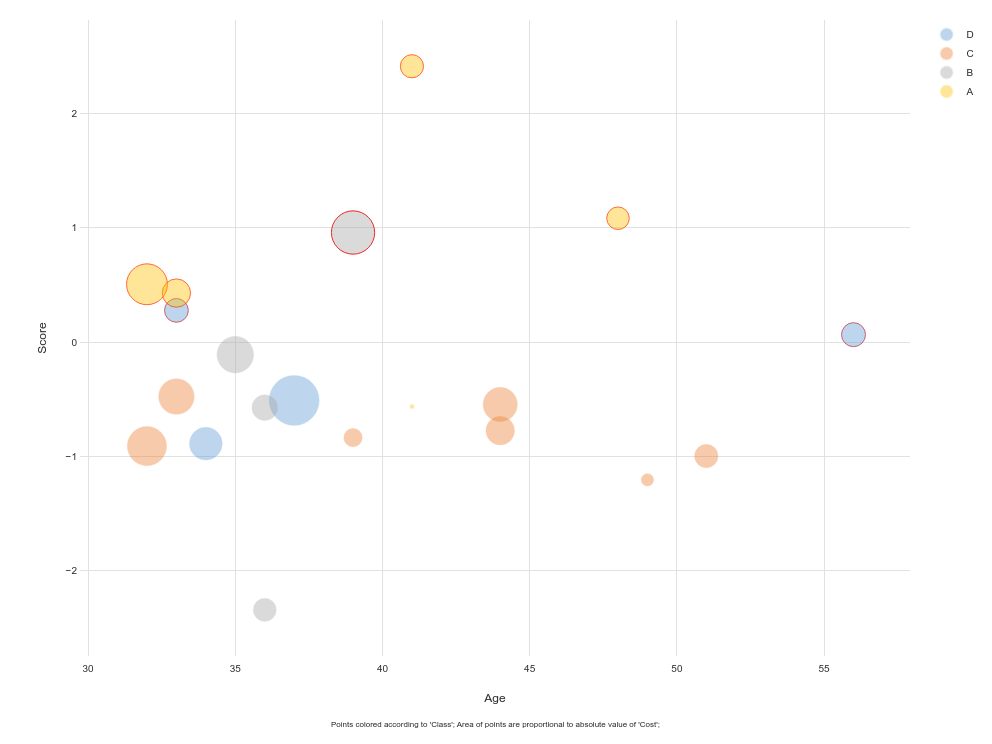 D
C
B
A
2
1
0
−1
−2
Score
30 35 40 45 50 55
Age
Points colored according to 'Class'; Area of points are proportional to absolute value of 'Cost';